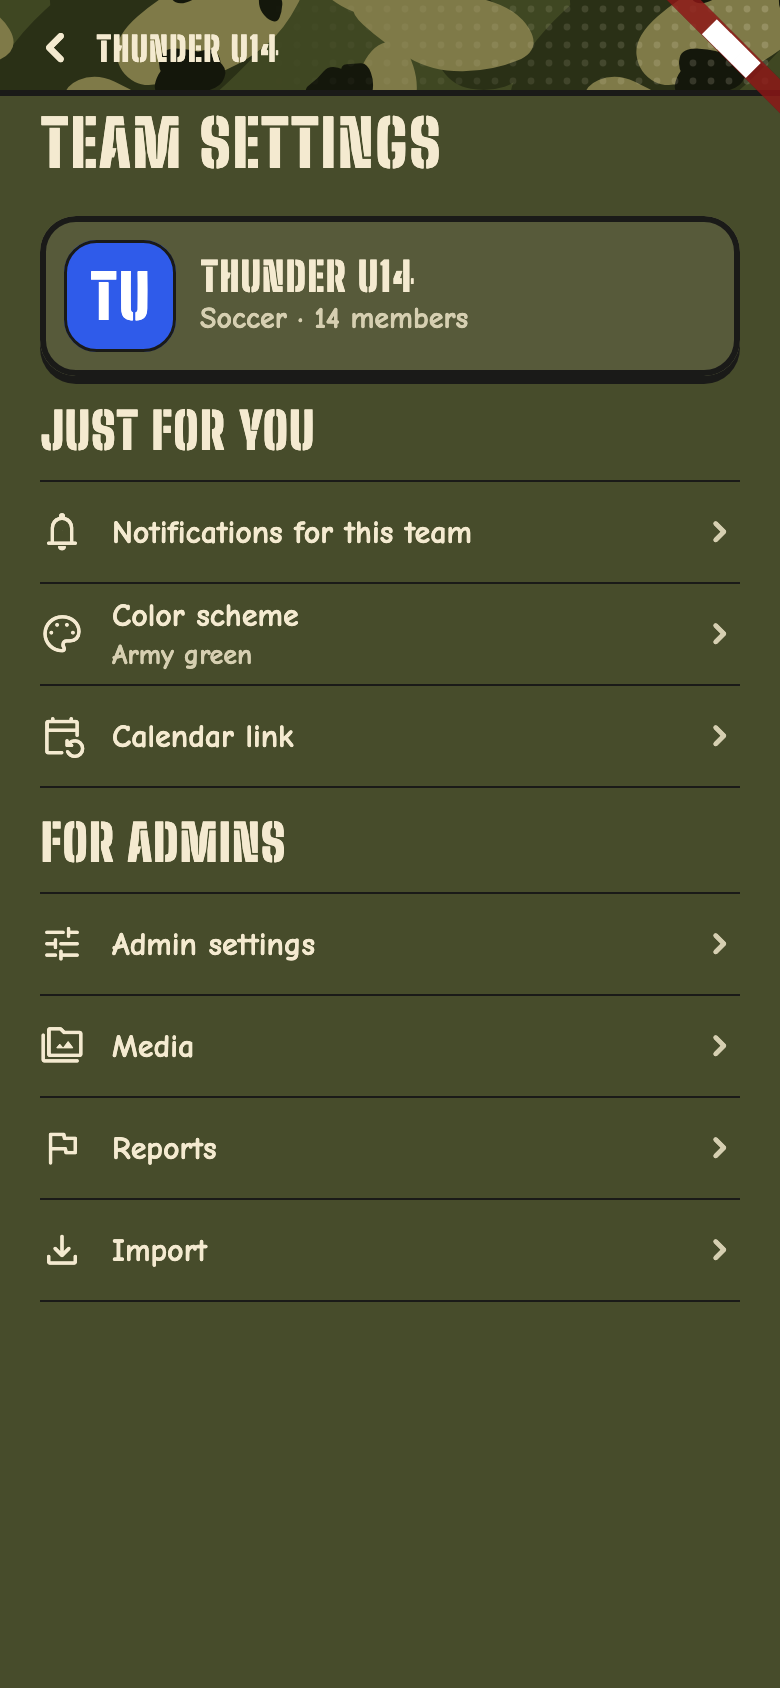 THUNDER U14
TEAM SETTINGS
TU
THUNDER U14
Soccer · 14 members
JUST FOR YOU
Notifications for this team
Color scheme
Army green
Calendar link
FOR ADMINS
Admin settings
Media
Reports
Import